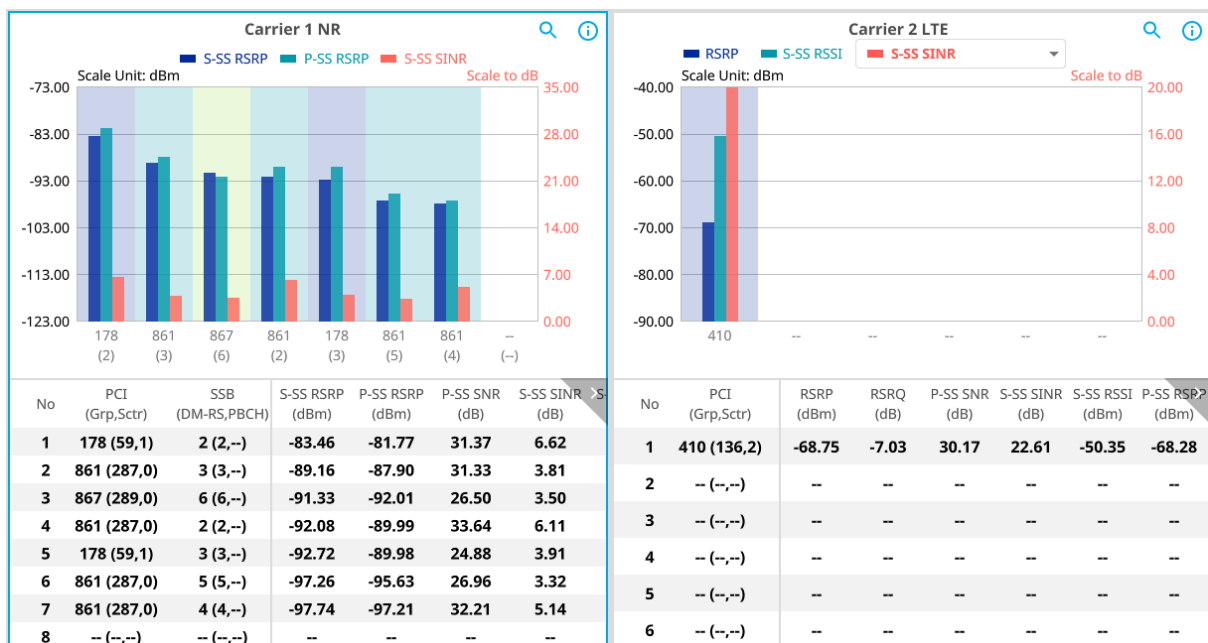 Carrier 1 NR
S-SS RSRP P-SS RSRP S-SS SINR
Scale Unit: dBm Scale to dB
-73.00 35.00
-83.00 28.00
-93.00 21.00
-103.00 14.00
-113.00 7.00
-123.00 0.00
178 861 867 861 178 861 861 --
(2) (3) (6) (2) (3) (5) (4) (--)
No PCI SSB S-SS RSRP P-SS RSRP P-SS SNR S-SS SINR S-
(Grp,Sctr) (DM-RS,PBCH) (dBm) (dBm) (dB) (dB)
1 178 (59,1) 2 (2,--) -83.46 -81.77 31.37 6.62
2 861 (287,0) 3 (3,--) -89.16 -87.90 31.33 3.81
3 867 (289,0) 6 (6,--) -91.33 -92.01 26.50 3.50
4 861 (287,0) 2 (2,--) -92.08 -89.99 33.64 6.11
5 178 (59,1) 3 (3,--) -92.72 -89.98 24.88 3.91
6 861 (287,0) 5 (5,--) -97.26 -95.63 26.96 3.32
7 861 (287,0) 4 (4,--) -97.74 -97.21 32.21 5.14
8 -- (--,--) -- (--,--) -- -- -- --
Carrier 2 LTE
RSRP S-SS RSSI S-SS SINR
Scale Unit: dBm Scale to dB
-40.00 20.00
-50.00 16.00
-60.00 12.00
-70.00 8.00
-80.00 4.00
-90.00 0.00
410 -- -- -- -- --
No PCI RSRP RSRQ P-SS SNR S-SS SINR S-SS RSSI P-SS RSRP
(Grp,Sctr) (dBm) (dB) (dB) (dB) (dBm) (dBm)
1 410 (136,2) -68.75 -7.03 30.17 22.61 -50.35 -68.28
2 -- (--,--) -- -- -- -- -- --
3 -- (--,--) -- -- -- -- -- --
4 -- (--,--) -- -- -- -- -- --
5 -- (--,--) -- -- -- -- -- --
6 -- (--,--) -- -- -- -- -- --